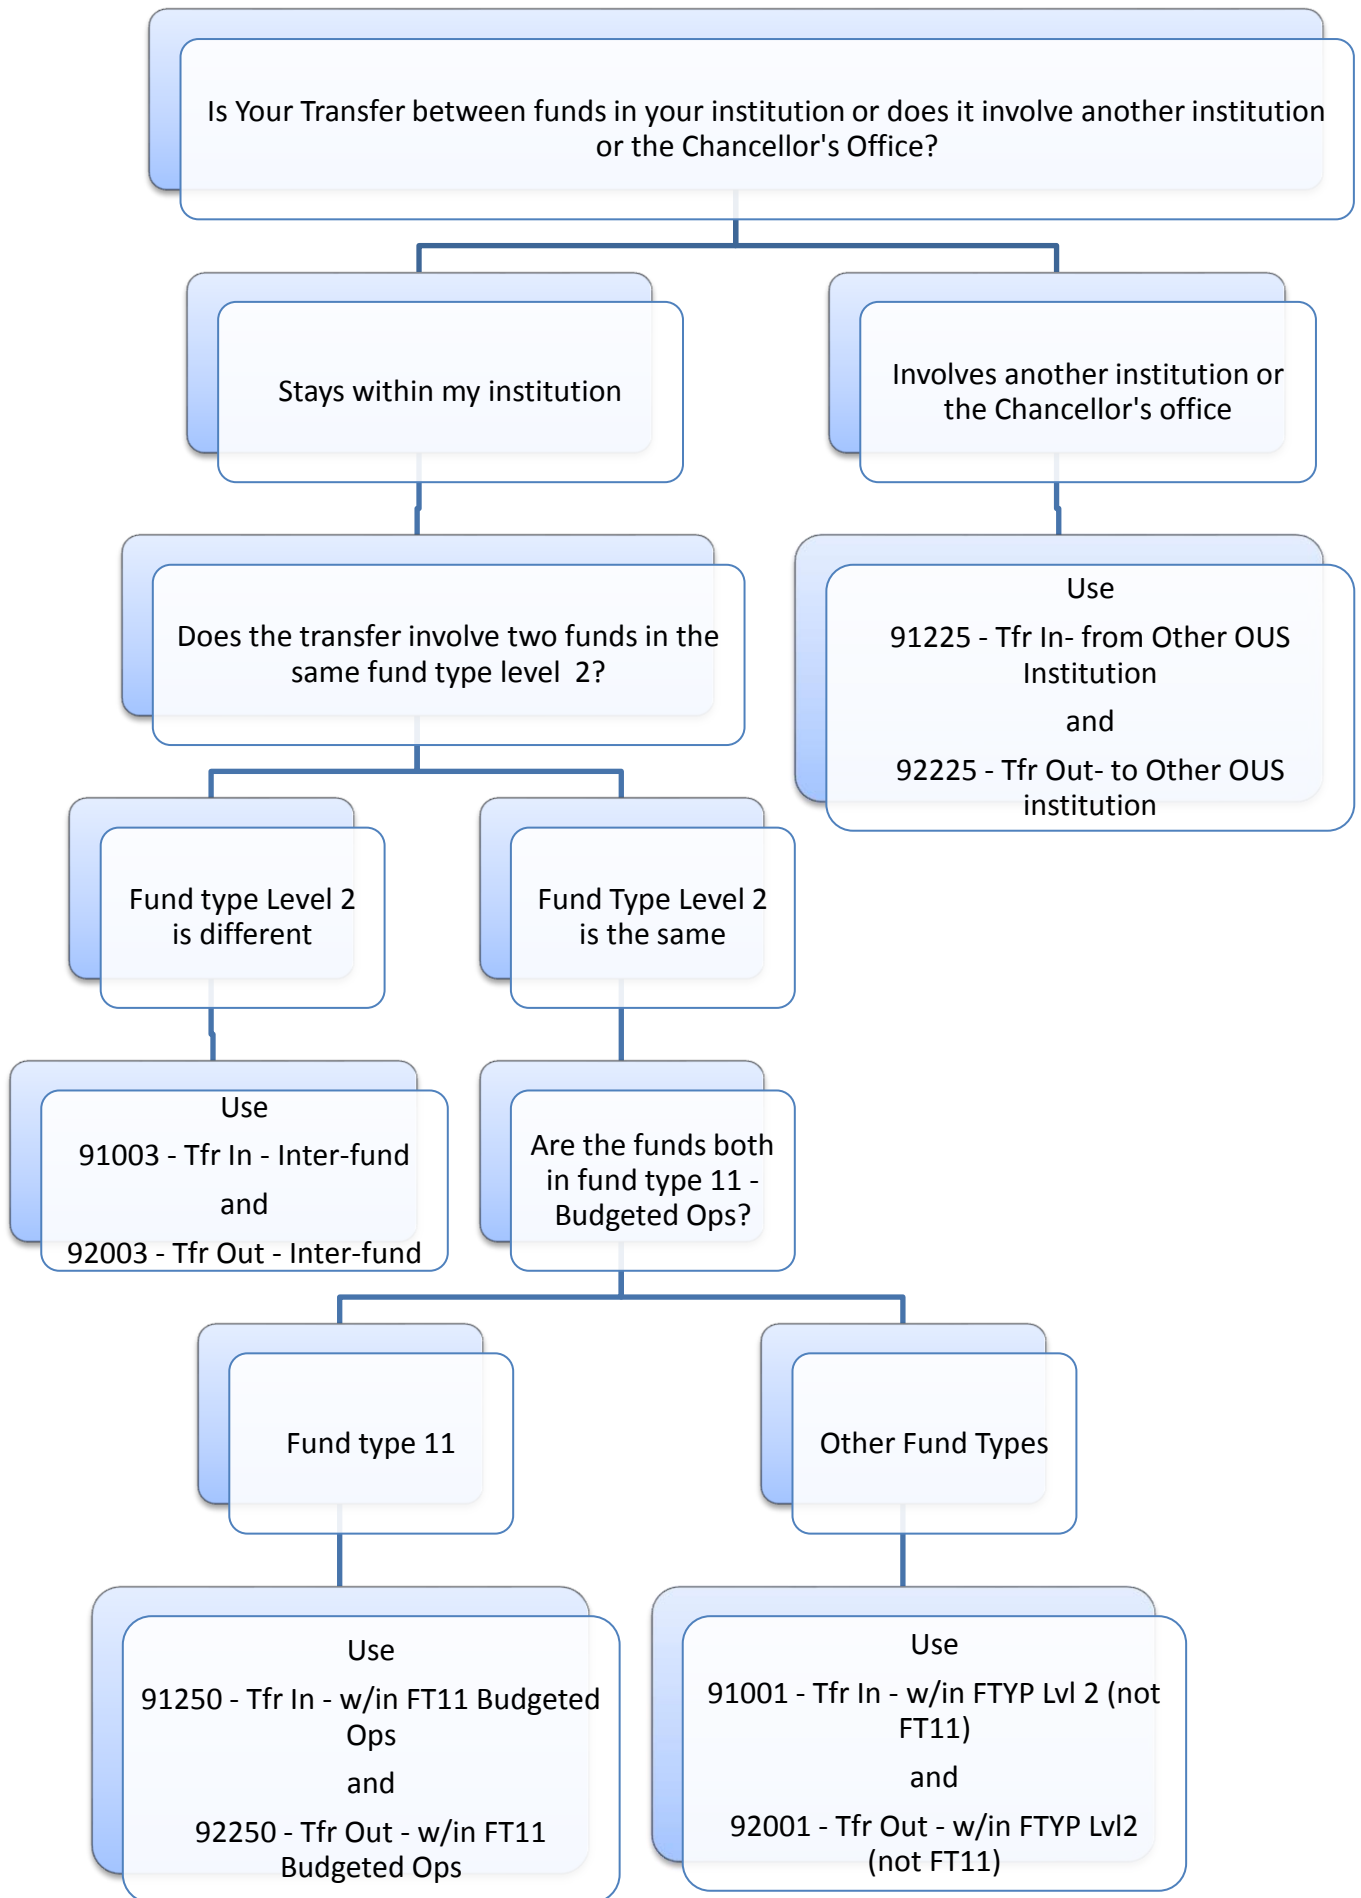 Is Your Transfer between funds in your institution or does it involve another institution
or the Chancellor's Office?
Stays within my institution
Involves another institution or
the Chancellor's office
Does the transfer involve two funds in the
same fund type level  2?
Use
91225 - Tfr In- from Other OUS
Institution
and
92225 - Tfr Out- to Other OUS
institution
Fund type Level 2
is different
Fund Type Level 2
is the same
Use
91003 - Tfr In - Inter-fund
and
92003 - Tfr Out - Inter-fund
Are the funds both
in fund type 11 -
Budgeted Ops?
Fund type 11
Other Fund Types
Use
91250 - Tfr In - w/in FT11 Budgeted
Ops
and
92250 - Tfr Out - w/in FT11
Budgeted Ops
Use
91001 - Tfr In - w/in FTYP Lvl 2 (not
FT11)
and
92001 - Tfr Out - w/in FTYP Lvl2
(not FT11)